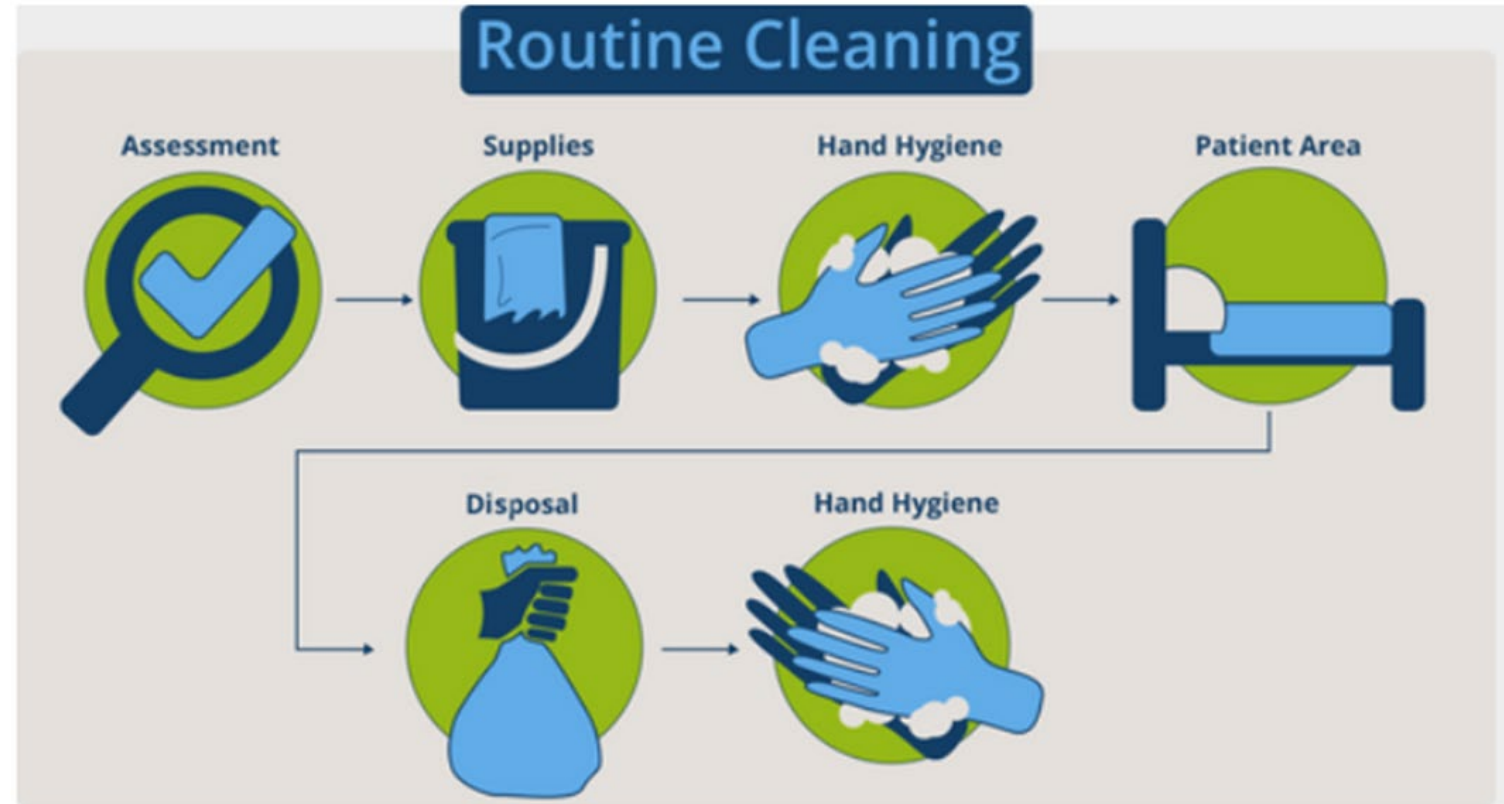 Routine Cleaning
Assessment
Supplies
Hand Hygiene
Patient Area
Disposal
Hand Hygiene